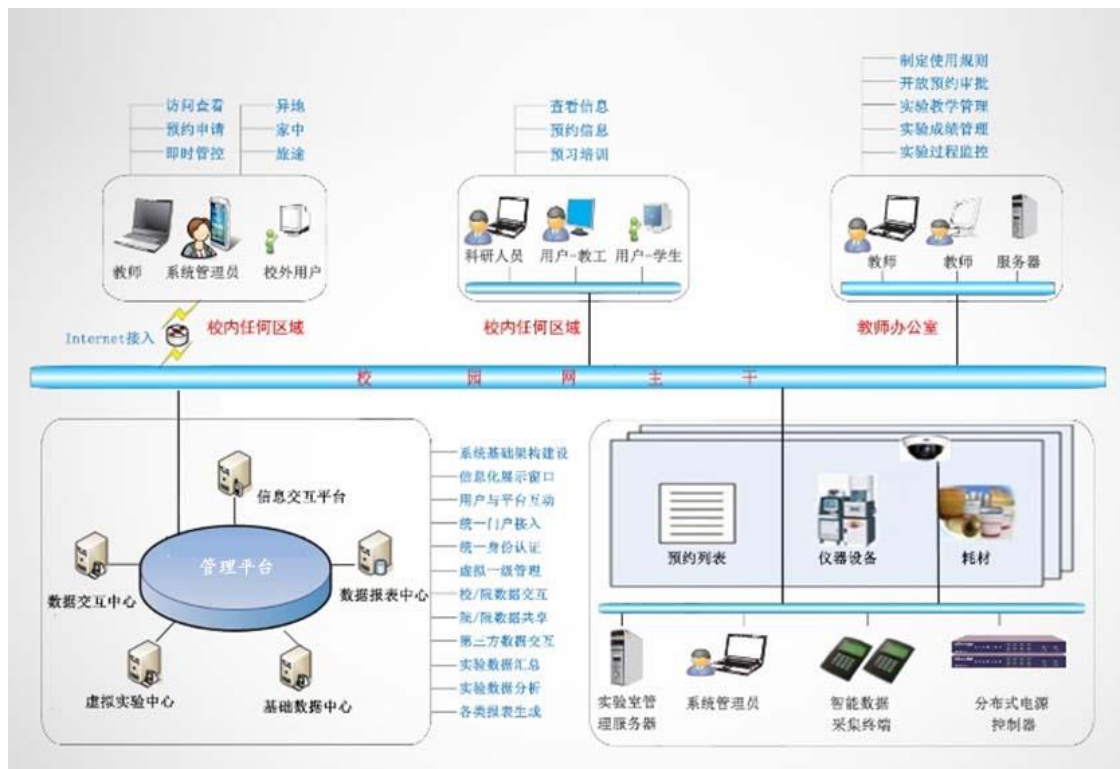 访问查看
预约申请
即时管控
异地
家中
旅途
教师
系统管理员
校外用户
Internet接入
校内任何区域
查看信息
预约信息
预习培训
科研人员
用户-教工
用户-学生
校内任何区域
制定使用规则
开放预约审批
实验教学管理
实验成绩管理
实验过程监控
教师
教师
服务器
教师办公室
校园网主干
信息交互平台
管理平台
数据交互中心
数据报表中心
虚拟实验中心
基础数据中心
系统基础架构建设
信息化展示窗口
用户与平台互动
统一门户接入
统一身份认证
虚拟一级管理
校/院数据交互
院/院数据共享
第三方数据交互
实验数据汇总
实验数据分析
各类报表生成
预约列表
仪器设备
耗材
实验室管
理服务器
系统管理员
智能数据
采集终端
分布式电源
控制器